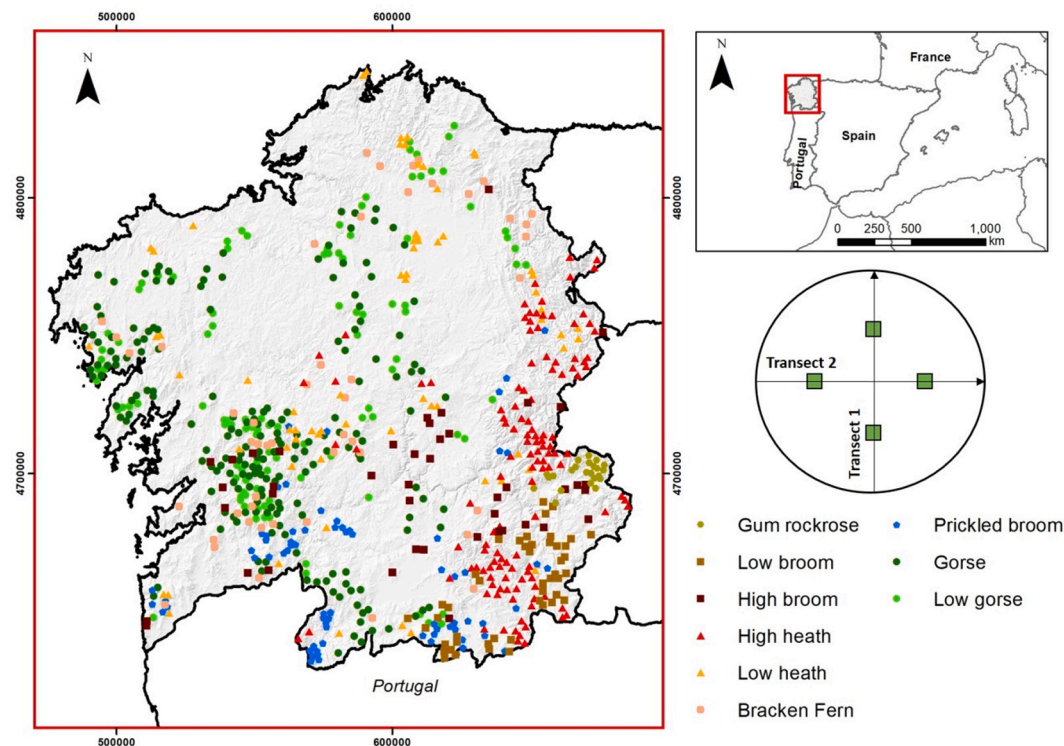 500000
600000
N
4800000
4700000
Portugal
500000
600000
N
France
Spain
Portugal
0 250 500 1,000
km
Transect 2
Transect 1
Gum rockrose
Low broom
High broom
High heath
Low heath
Bracken Fern
Prickled broom
Gorse
Low gorse